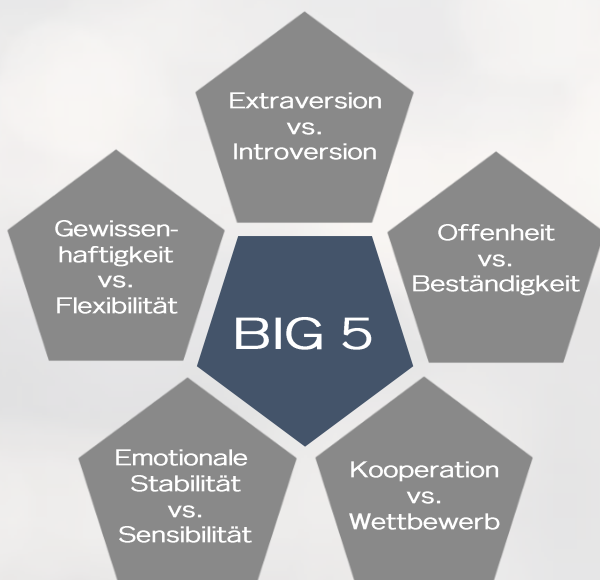 Extraversion
vs.
Introversion
Gewissen-
haftigkeit
vs.
Flexibilität
Offenheit
vs.
Beständigkeit
BIG 5
Emotionale
Stabilität
vs.
Sensibilität
Kooperation
vs.
Wettbewerb